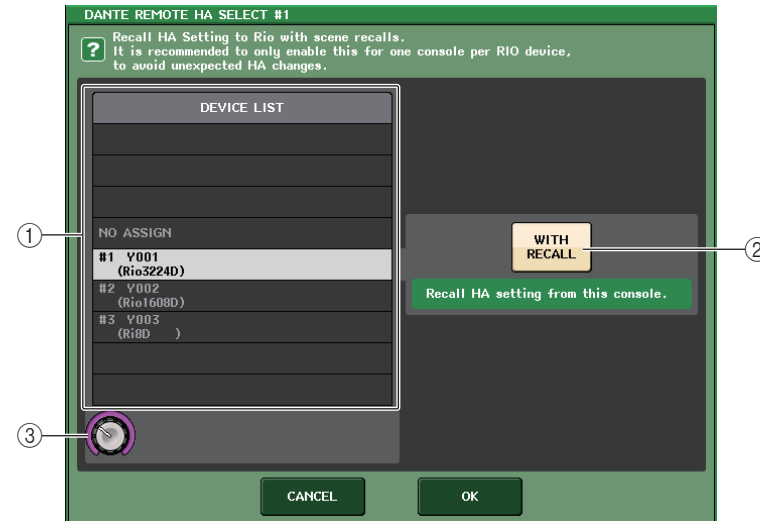 DANTE REMOTE HA SELECT #1
? Recall HA Setting to Rio with scene recalls.
It is recommended to only enable this for one console per RIO device,
to avoid unexpected HA changes.
DEVICE LIST
NO ASSIGN
#1 Y001
(Rio3224D)
#2 Y002
(Rio1608D)
#3 Y003
(Ri8D )
1
WITH
RECALL
2
Recall HA setting from this console.
3
CANCEL
OK